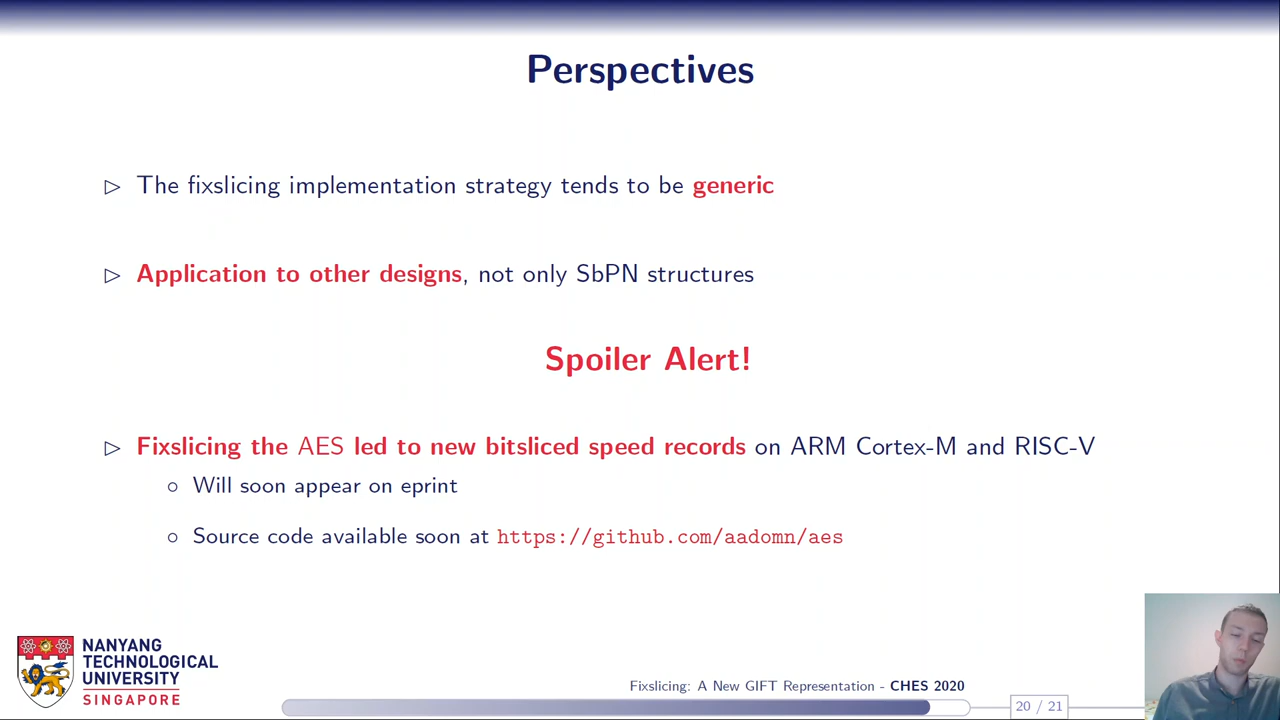 Perspectives
▷ The fixslicing implementation strategy tends to be generic
▷ Application to other designs, not only SbPN structures
Spoiler Alert!
▷ Fixslicing the AES led to new bitsliced speed records on ARM Cortex-M and RISC-V
○ Will soon appear on eprint
○ Source code available soon at https://github.com/aadomn/aes
NANYANG
TECHNOLOGICAL
UNIVERSITY
SINGAPORE
Fixslicing: A New GIFT Representation - CHES 2020
20 / 21